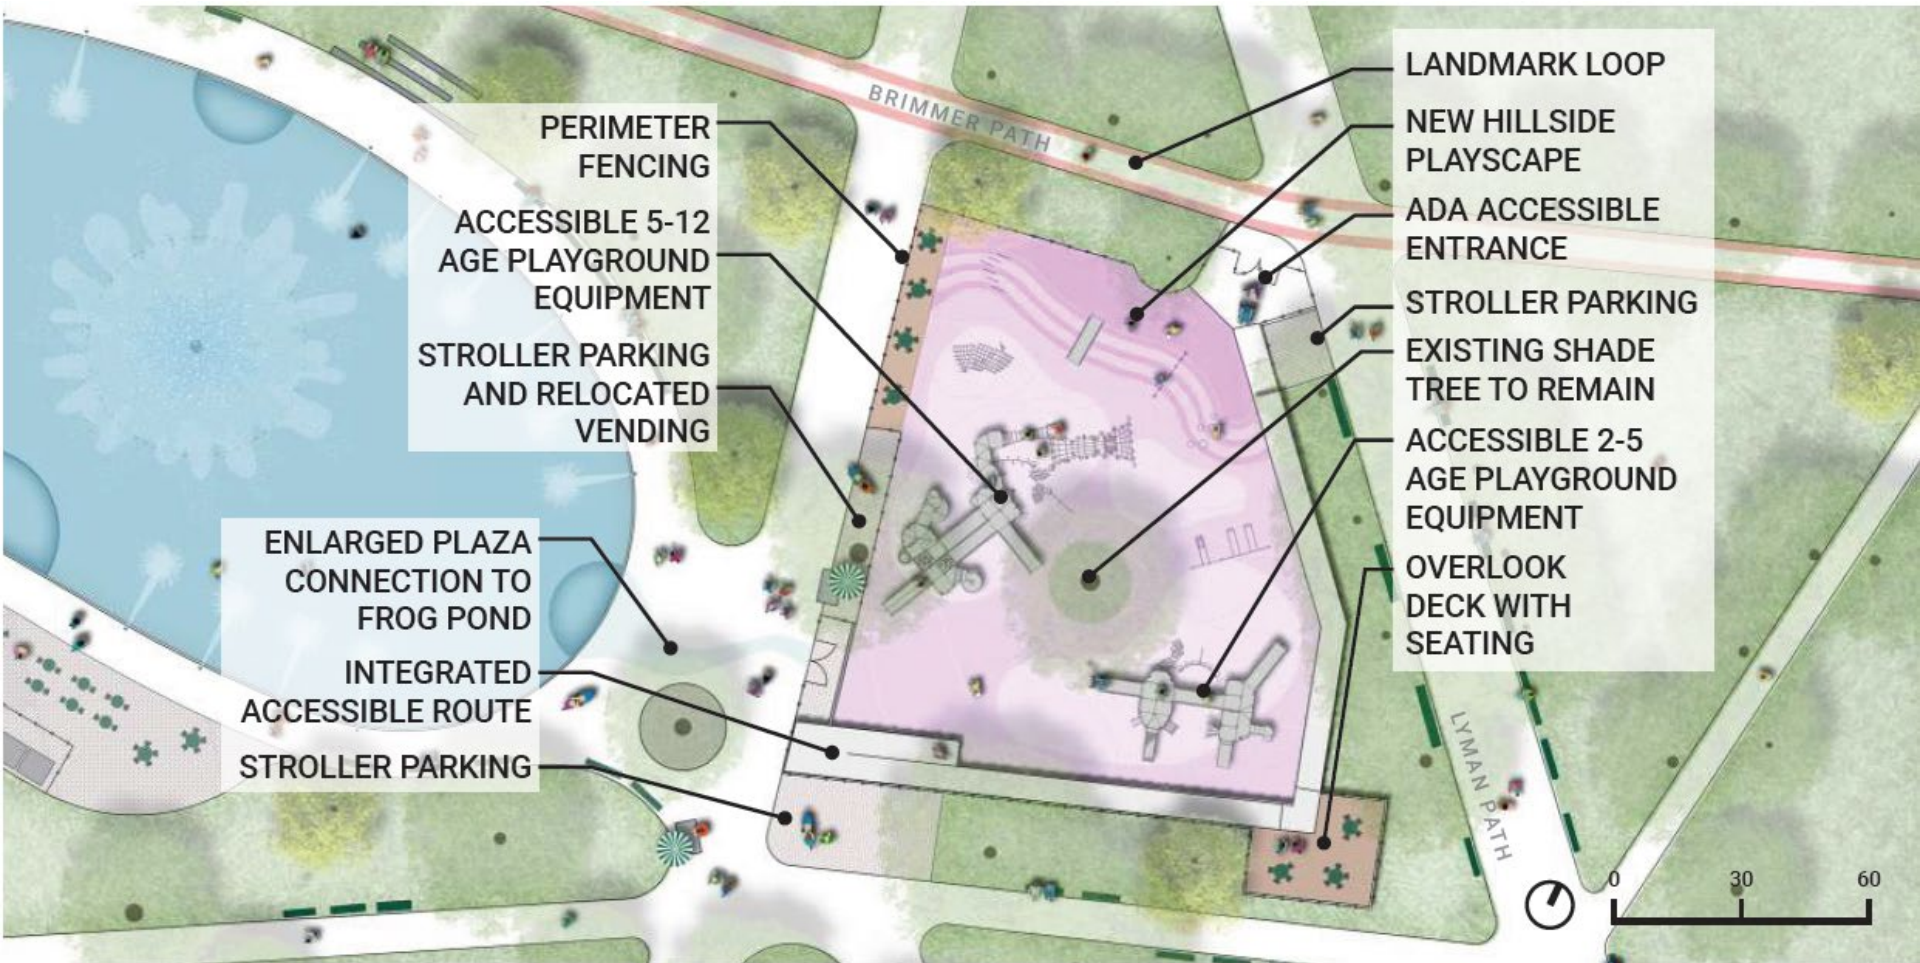 BRIMMER PATH
PERIMETER
FENCING
ACCESSIBLE 5-12
AGE PLAYGROUND
EQUIPMENT
STROLLER PARKING
AND RELOCATED
VENDING
ENLARGED PLAZA
CONNECTION TO
FROG POND
INTEGRATED
ACCESSIBLE ROUTE
STROLLER PARKING
LANDMARK LOOP
NEW HILLSIDE
PLAYSCAPE
ADA ACCESSIBLE
ENTRANCE
STROLLER PARKING
EXISTING SHADE
TREE TO REMAIN
ACCESSIBLE 2-5
AGE PLAYGROUND
EQUIPMENT
OVERLOOK
DECK WITH
SEATING
LYMAN PATH
0 30 60